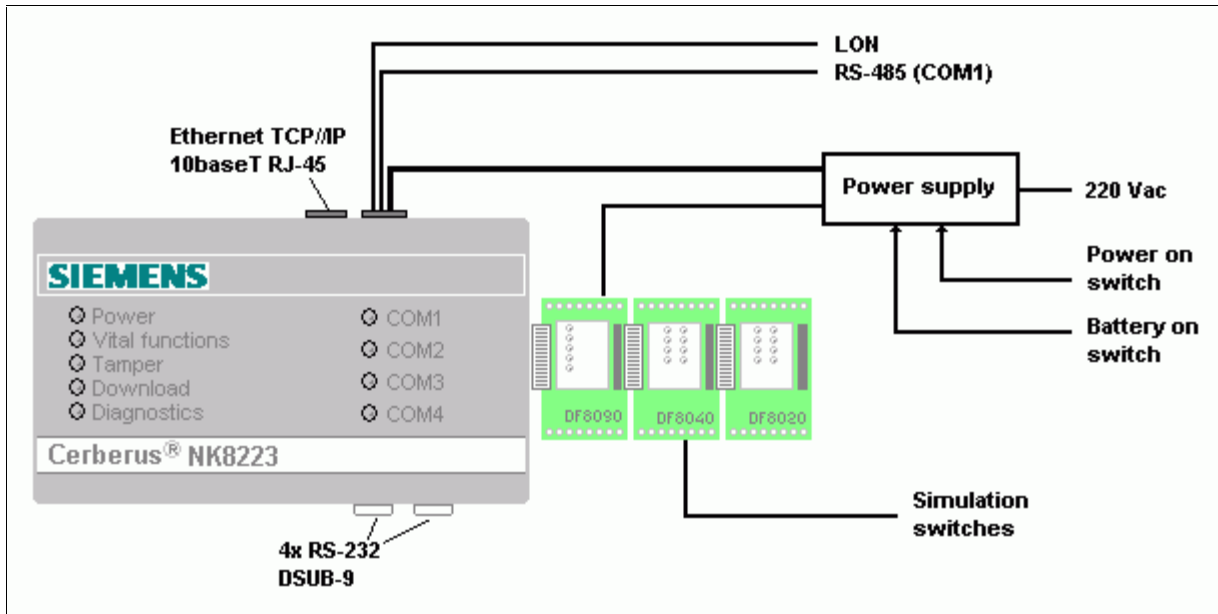 LON
RS-485 (COM1)
Ethernet TCP//IP
10baseT RJ-45
Power supply
220 Vac
Power on
switch
Battery on
switch
SIEMENS
Power
Vital functions
Tamper
Download
Diagnostics
COM1
COM2
COM3
COM4
Cerberus® NK8223
DF8090
DF8040
DF8020
Simulation
switches
4x RS-232
DSUB-9